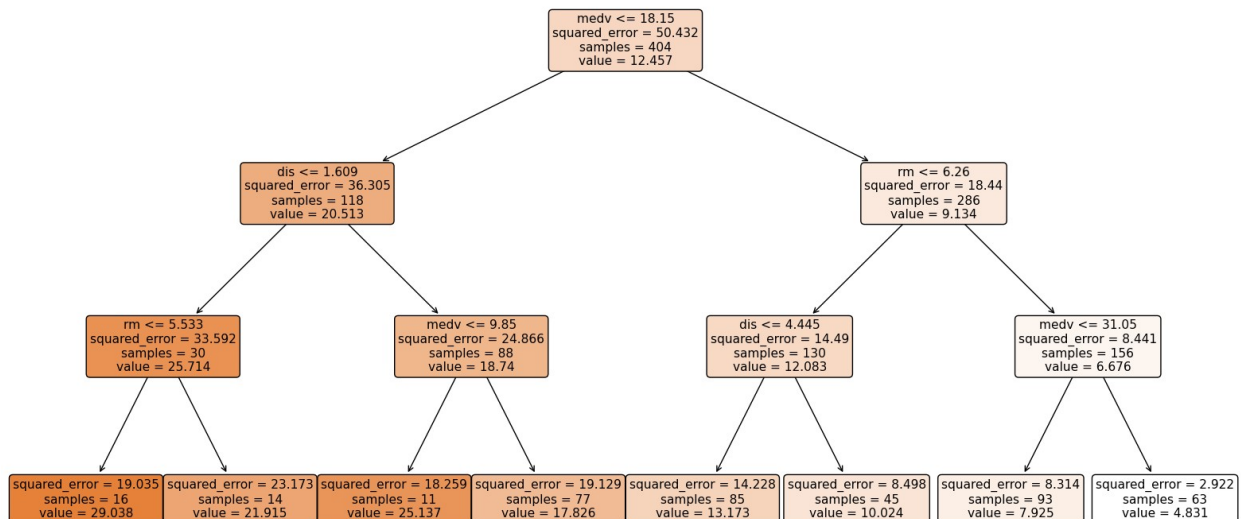 medv <= 18.15
squared_error = 50.432
samples = 404
value = 12.457
dis <= 1.609
squared_error = 36.305
samples = 118
value = 20.513
rm <= 6.26
squared_error = 18.44
samples = 286
value = 9.134
rm <= 5.533
squared_error = 33.592
samples = 30
value = 25.714
medv <= 9.85
squared_error = 24.866
samples = 88
value = 18.74
dis <= 4.445
squared_error = 14.49
samples = 130
value = 12.083
medv <= 31.05
squared_error = 8.441
samples = 156
value = 6.676
squared_error = 19.035
samples = 16
value = 29.038
squared_error = 23.173
samples = 14
value = 21.915
squared_error = 18.259
samples = 11
value = 25.137
squared_error = 19.129
samples = 77
value = 17.826
squared_error = 14.228
samples = 85
value = 13.173
squared_error = 8.498
samples = 45
value = 10.024
squared_error = 8.314
samples = 93
value = 7.925
squared_error = 2.922
samples = 63
value = 4.831